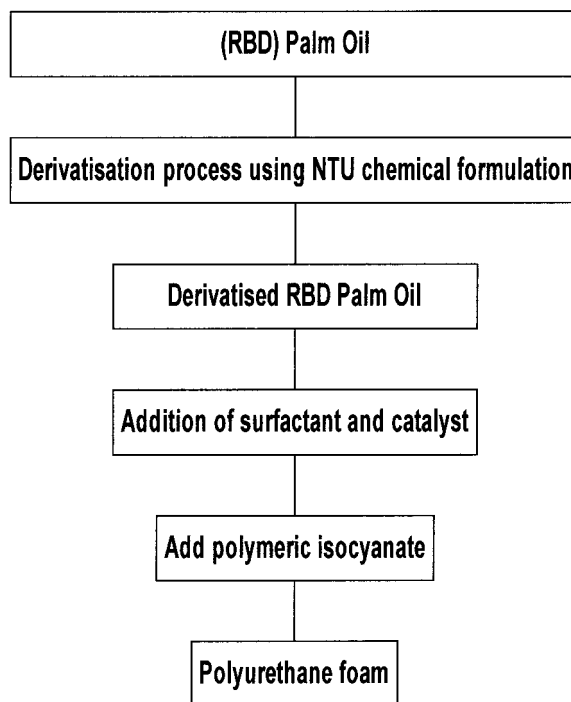 (RBD) Palm Oil
Derivatisation process using NTU chemical formulation
Derivatised RBD Palm Oil
Addition of surfactant and catalyst
Add polymeric isocyanate
Polyurethane foam